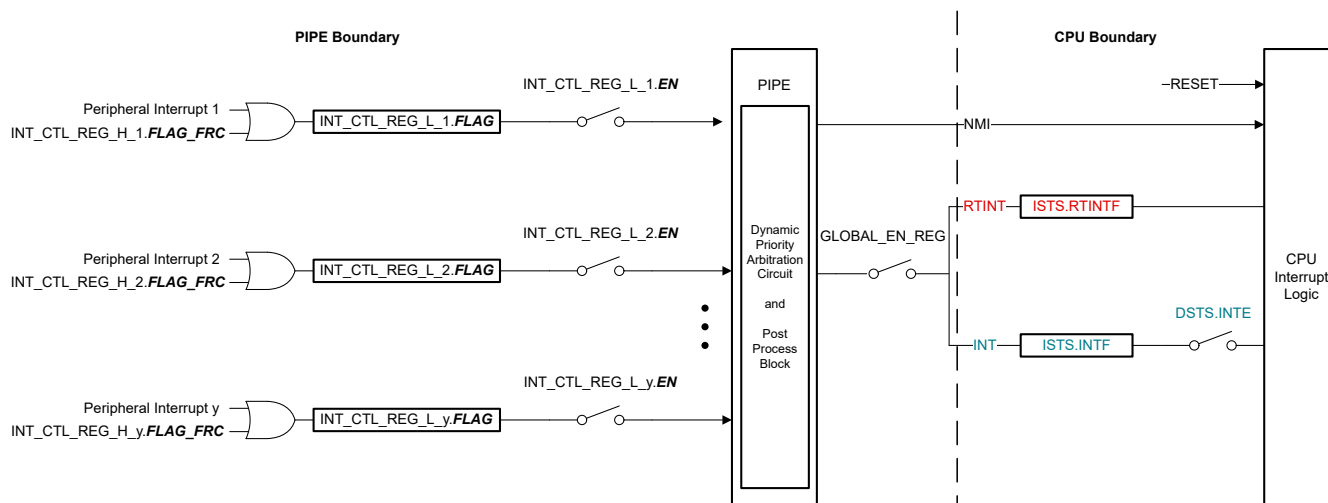 PIPE Boundary
CPU Boundary
INT_CTL_REG_L_1.EN
PIPE
RESET
Peripheral Interrupt 1
INT_CTL_REG_H_1.FLAG_FRC
INT_CTL_REG_L_1.FLAG
NMI
INT_CTL_REG_L_2.EN
RTINT
ISTS.RTINTF
Peripheral Interrupt 2
INT_CTL_REG_H_2.FLAG_FRC
INT_CTL_REG_L_2.FLAG
Dynamic
Priority
Arbitration
Circuit
and
Post
Process
Block
GLOBAL_EN_REG
CPU
Interrupt
Logic
DSTS.INTE
INT
ISTS.INTF
INT_CTL_REG_L_y.EN
Peripheral Interrupt y
INT_CTL_REG_H_y.FLAG_FRC
INT_CTL_REG_L_y.FLAG